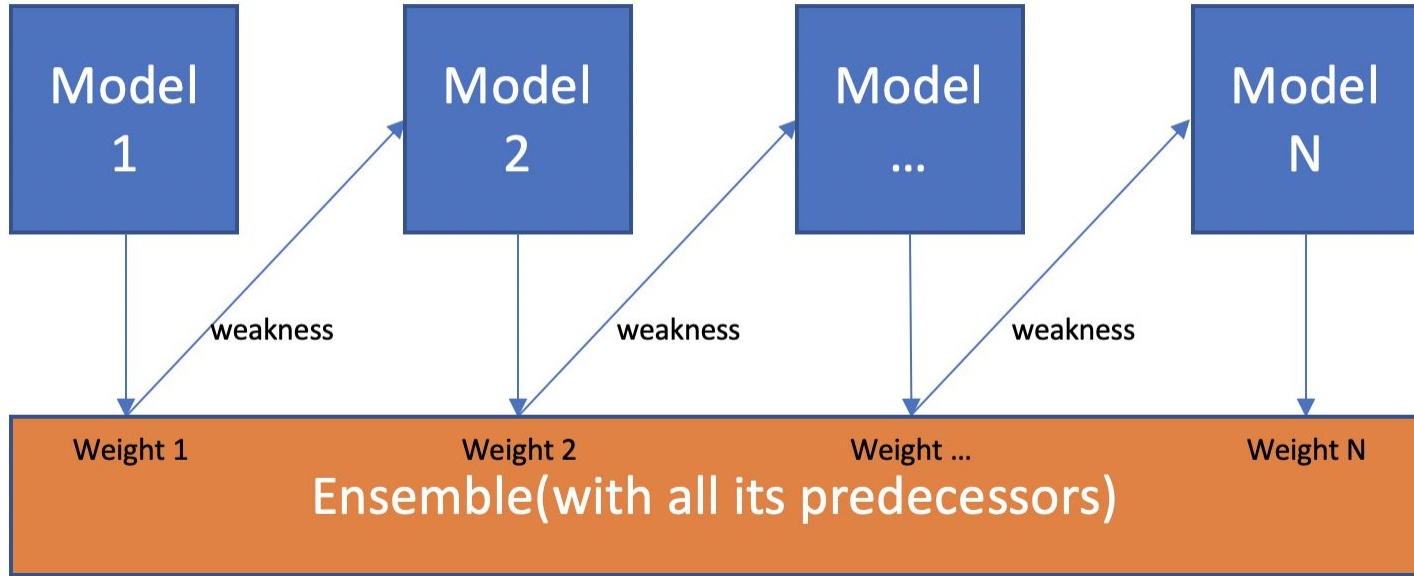 Model
1
Model
2
Model
...
Model
N
weakness
weakness
weakness
Weight 1
Weight 2
Weight ...
Weight N
Ensemble(with all its predecessors)